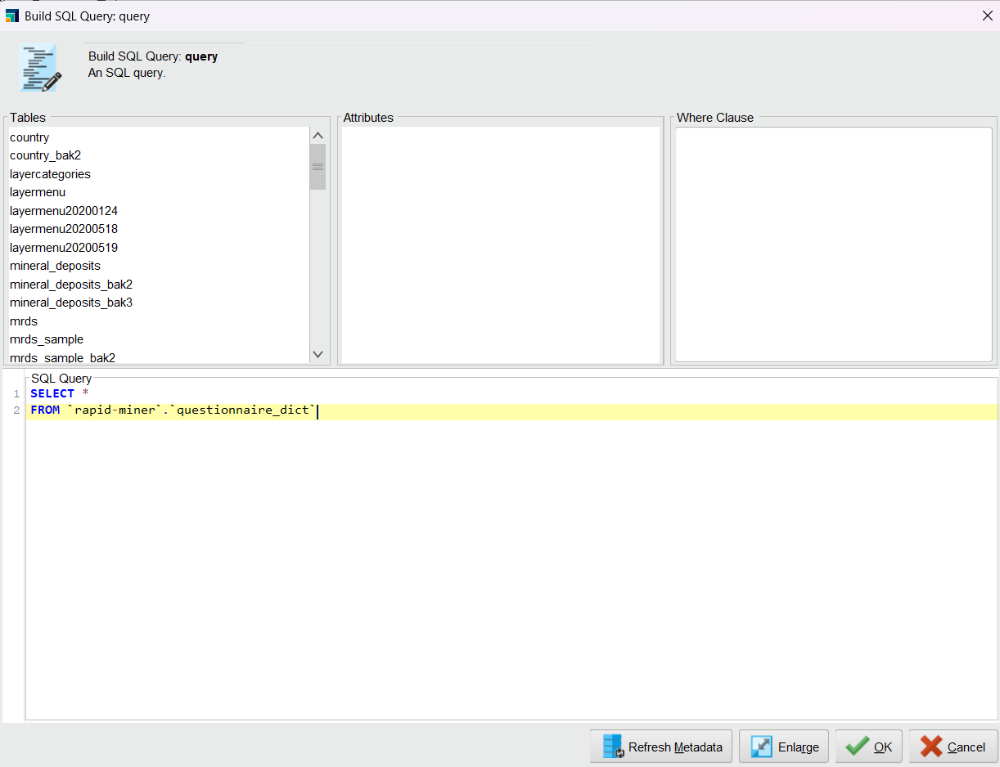 Build SQL Query: query
Build SQL Query: query
An SQL query.
Tables
country
country_bak2
layercategories
layermenu
layermenu20200124
layermenu20200518
layermenu20200519
mineral_deposits
mineral_deposits_bak2
mineral_deposits_bak3
mrds
mrds_sample
mrds_sample_bak2
Attributes
Where Clause
SQL Query
1 SELECT *
2 FROM `rapid-miner`.`questionnaire_dict`
Refresh Metadata
Enlarge
OK
Cancel